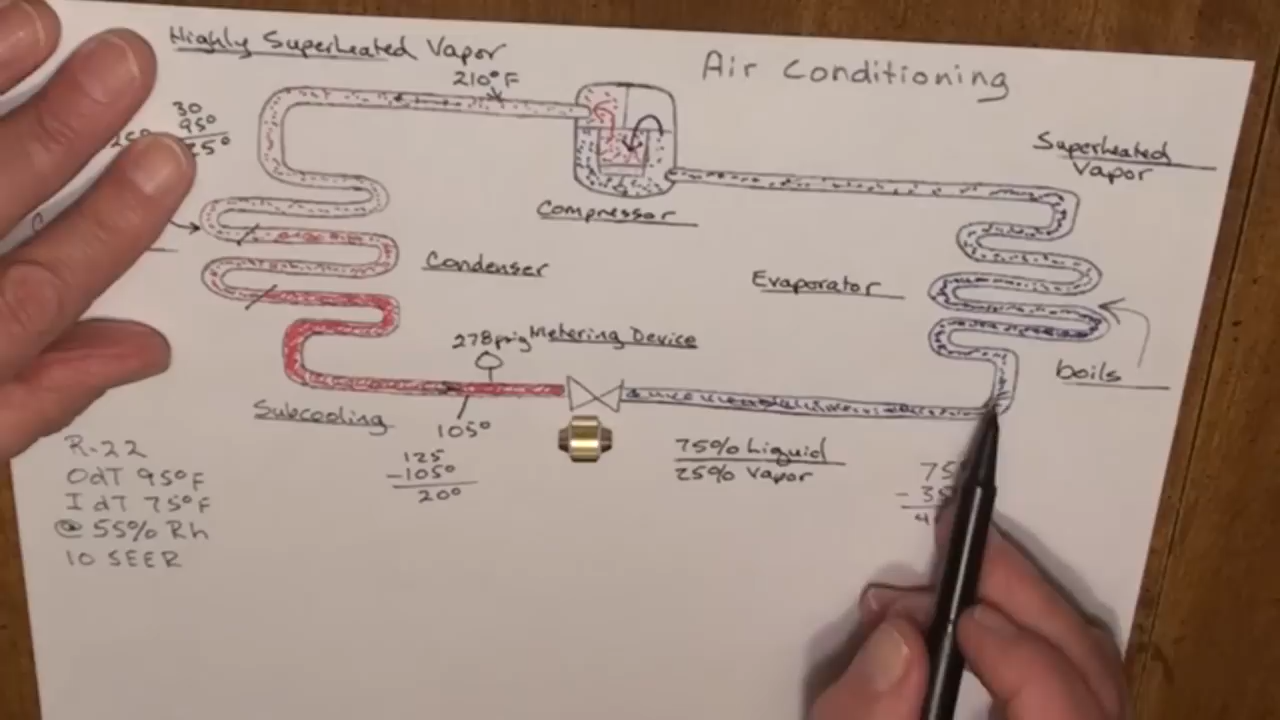 Highly Superheated Vapor
210°F
Air Conditioning
30
95°
Superheated
Vapor
Compressor
Condenser
Evaporator
278psig
Metering Device
boils
Subcooling
105°
125
-105°
20°
75% Liquid
25% Vapor
R-22
OdT 95°F
IdT 75°F
@ 55% Rh
10 SEER